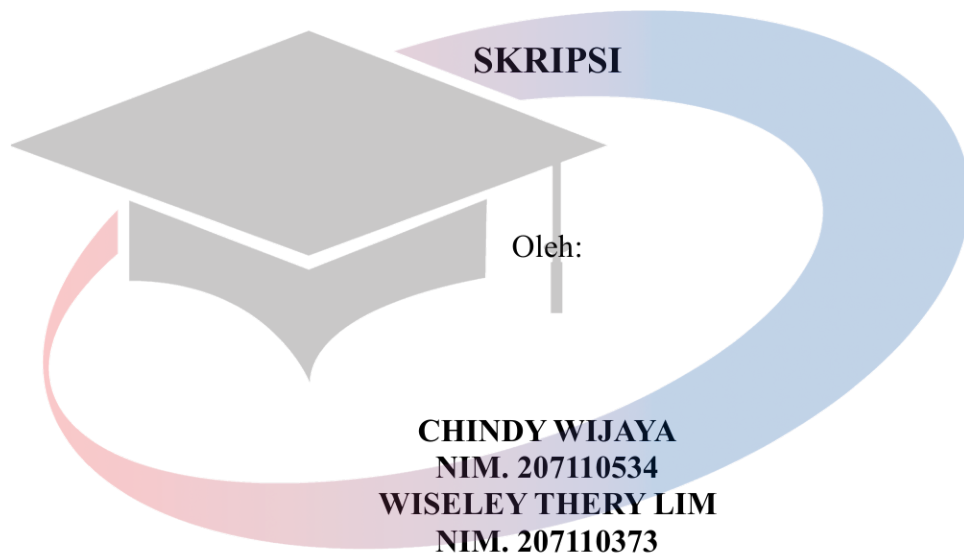 SKRIPSI
Oleh:
CHINDY WIJAYA
NIM. 207110534
WISELEY THERY LIM
NIM. 207110373